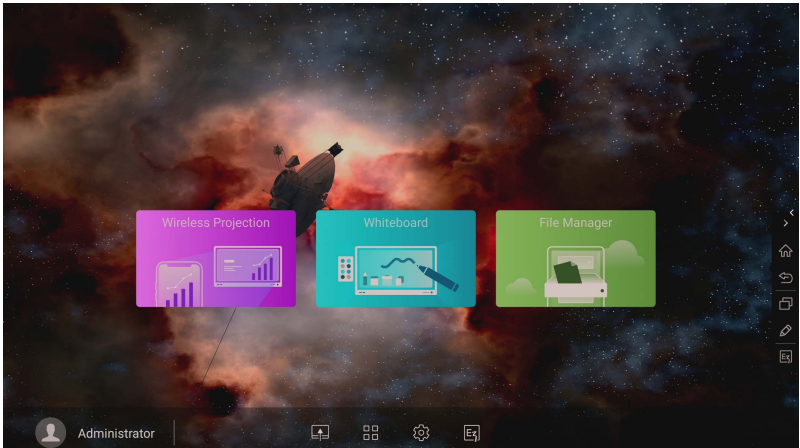 Wireless Projection
Whiteboard
File Manager
Administrator